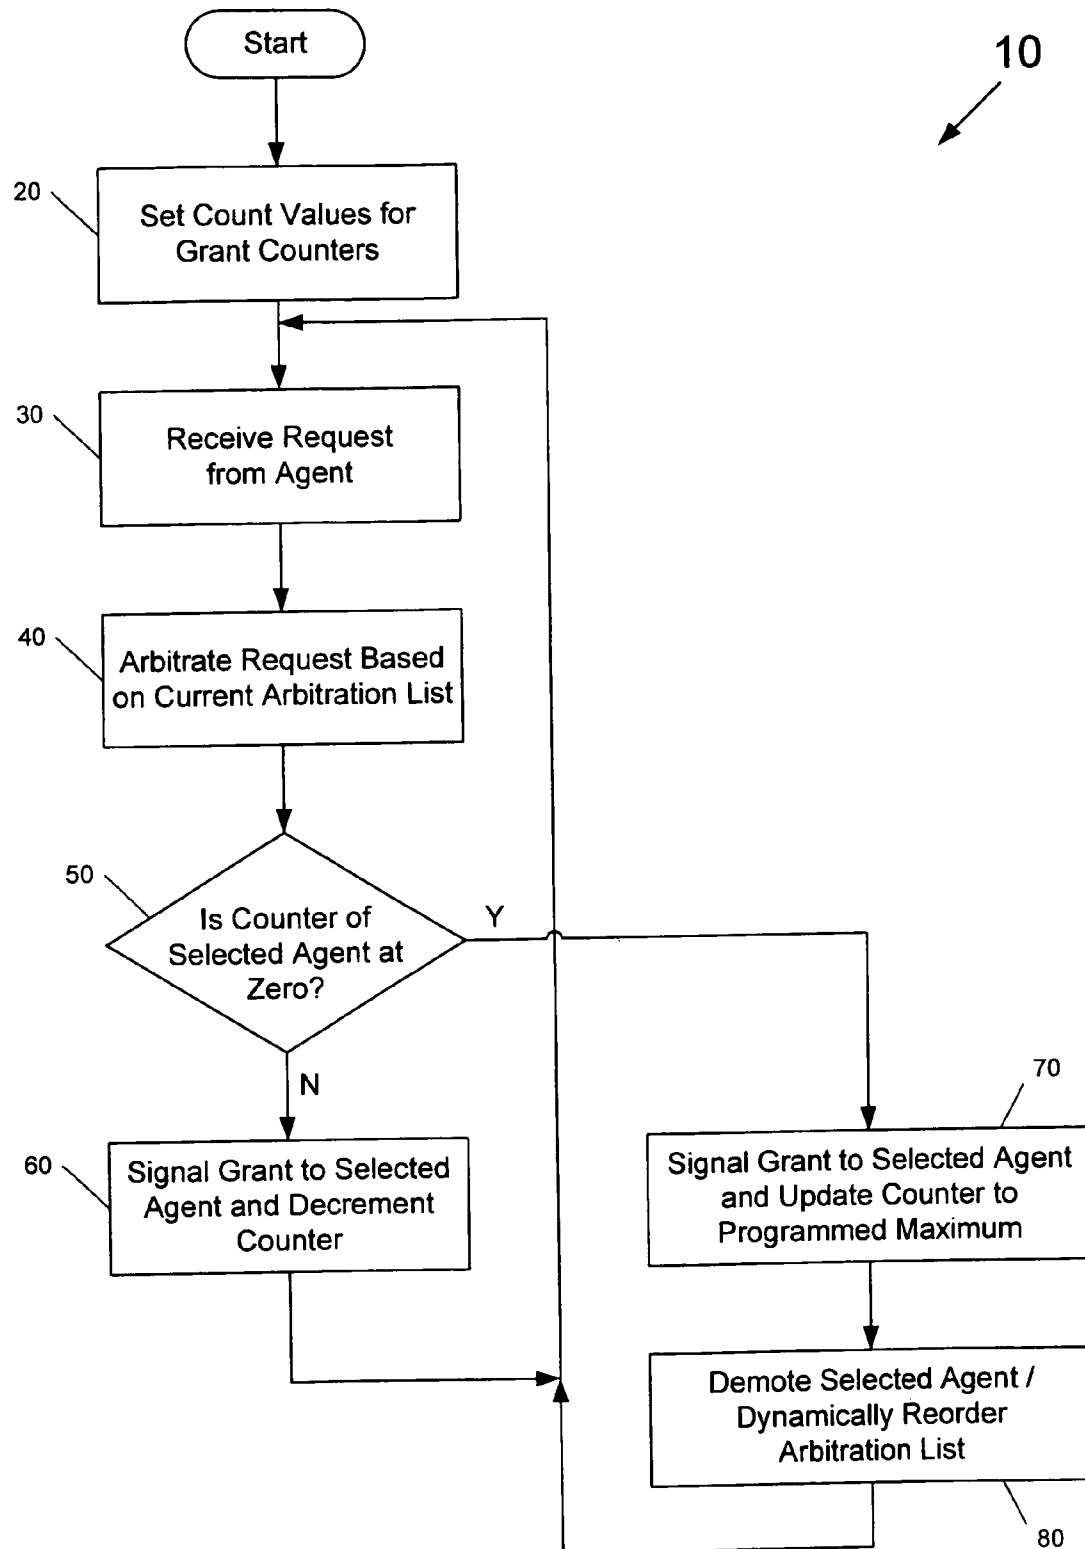 Start
10
20
Set Count Values for
Grant Counters
30
Receive Request
from Agent
40
Arbitrate Request Based
on Current Arbitration List
50
Is Counter of
Selected Agent at
Zero?
Y
N
60
Signal Grant to Selected
Agent and Decrement
Counter
70
Signal Grant to Selected Agent
and Update Counter to
Programmed Maximum
Demote Selected Agent /
Dynamically Reorder
Arbitration List
80